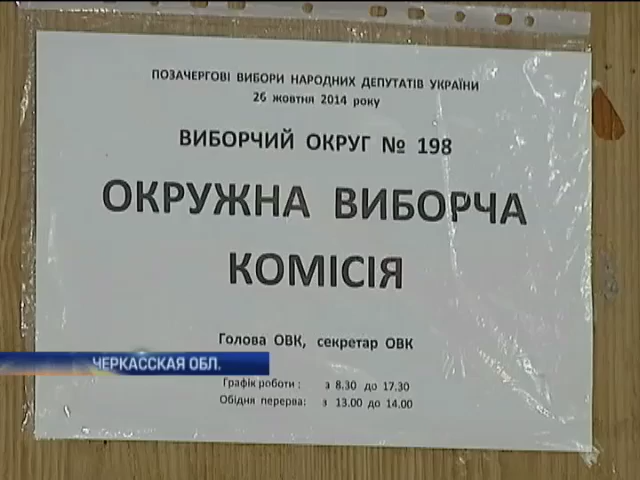 ПОЗАЧЕРГОВІ ВИБОРИ НАРОДНИХ ДЕПУТАТІВ УКРАЇНИ
26 жовтня 2014 року
ВИБОРЧИЙ ОКРУГ № 198
ОКРУЖНА ВИБОРЧА
КОМІСІЯ
Голова ОВК, секретар ОВК
ЧЕРКАССКАЯ ОБЛ.
Графік роботи : з 8.30 до 17.30
Обідня перерва: з 13.00 до 14.00